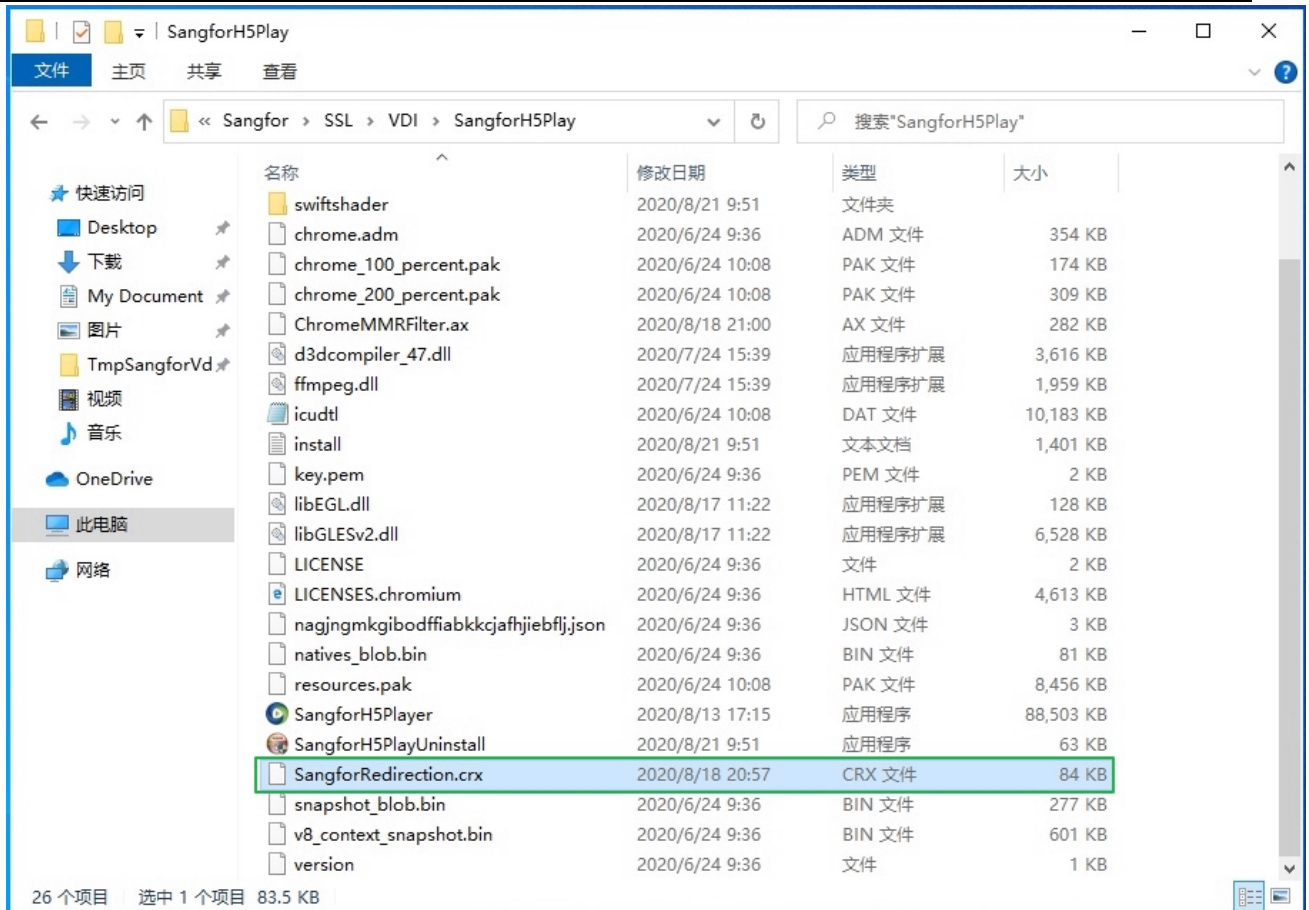 SangforH5Play
文件 主页 共享 查看
« Sangfor > SSL > VDI > SangforH5Play 搜索"SangforH5Play"
名称 修改日期 类型 大小
快速访问
Desktop
下载
My Document
图片
TmpSangforVd
视频
音乐
OneDrive
此电脑
网络
swiftshader 2020/8/21 9:51 文件夹
chrome.adm 2020/6/24 9:36 ADM 文件 354 KB
chrome_100_percent.pak 2020/6/24 10:08 PAK 文件 174 KB
chrome_200_percent.pak 2020/6/24 10:08 PAK 文件 309 KB
ChromeMMRFilter.ax 2020/8/18 21:00 AX 文件 282 KB
d3dcompiler_47.dll 2020/7/24 15:39 应用程序扩展 3,616 KB
ffmpeg.dll 2020/7/24 15:39 应用程序扩展 1,959 KB
icudtl 2020/6/24 10:08 DAT 文件 10,183 KB
install 2020/8/21 9:51 文本文档 1,401 KB
key.pem 2020/6/24 9:36 PEM 文件 2 KB
libEGL.dll 2020/8/17 11:22 应用程序扩展 128 KB
libGLESv2.dll 2020/8/17 11:22 应用程序扩展 6,528 KB
LICENSE 2020/6/24 9:36 文件 2 KB
LICENSES.chromium 2020/6/24 9:36 HTML 文件 4,613 KB
nagjngmkgibodffiabkkcjafhjiebflj.json 2020/6/24 9:36 JSON 文件 3 KB
natives_blob.bin 2020/6/24 9:36 BIN 文件 81 KB
resources.pak 2020/6/24 10:08 PAK 文件 8,456 KB
SangforH5Player 2020/8/13 17:15 应用程序 88,503 KB
SangforH5PlayUninstall 2020/8/21 9:51 应用程序 63 KB
SangforRedirection.crx 2020/8/18 20:57 CRX 文件 84 KB
snapshot_blob.bin 2020/6/24 9:36 BIN 文件 277 KB
v8_context_snapshot.bin 2020/6/24 9:36 BIN 文件 601 KB
version 2020/6/24 9:36 文件 1 KB
26 个项目 选中 1 个项目 83.5 KB